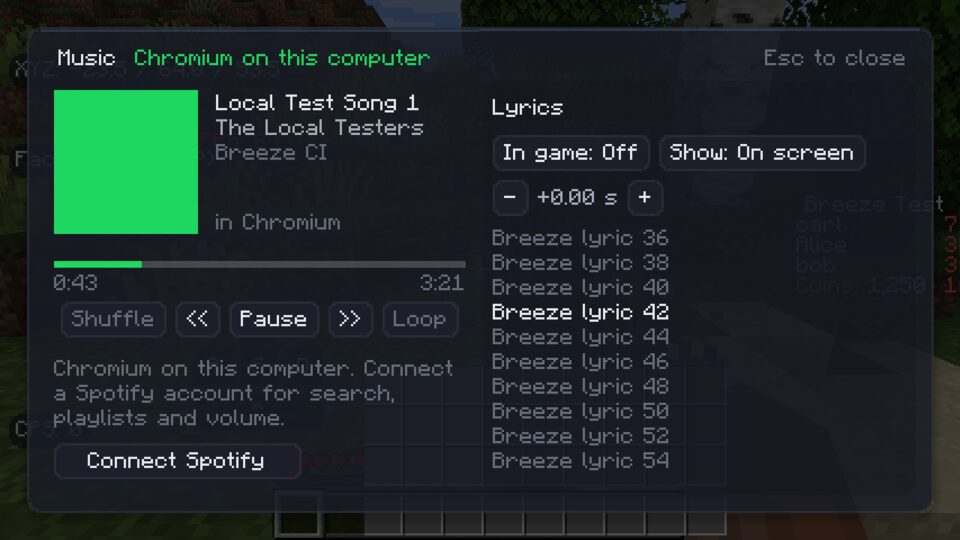 Music Chromium on this computer
Esc to close
Local Test Song 1
The Local Testers
Breeze CI
in Chromium
0:43
3:21
Shuffle
<<
Pause
>>
Loop
Chromium on this computer. Connect
a Spotify account for search,
playlists and volume.
Connect Spotify
Lyrics
In game: Off
Show: On screen
- +0.00 s +
Breeze lyric 36
Breeze lyric 38
Breeze lyric 40
Breeze lyric 42
Breeze lyric 44
Breeze lyric 46
Breeze lyric 48
Breeze lyric 50
Breeze lyric 52
Breeze lyric 54
Breeze Test
carl 7
Alice 3
bob 3
Coins: 1,250 1